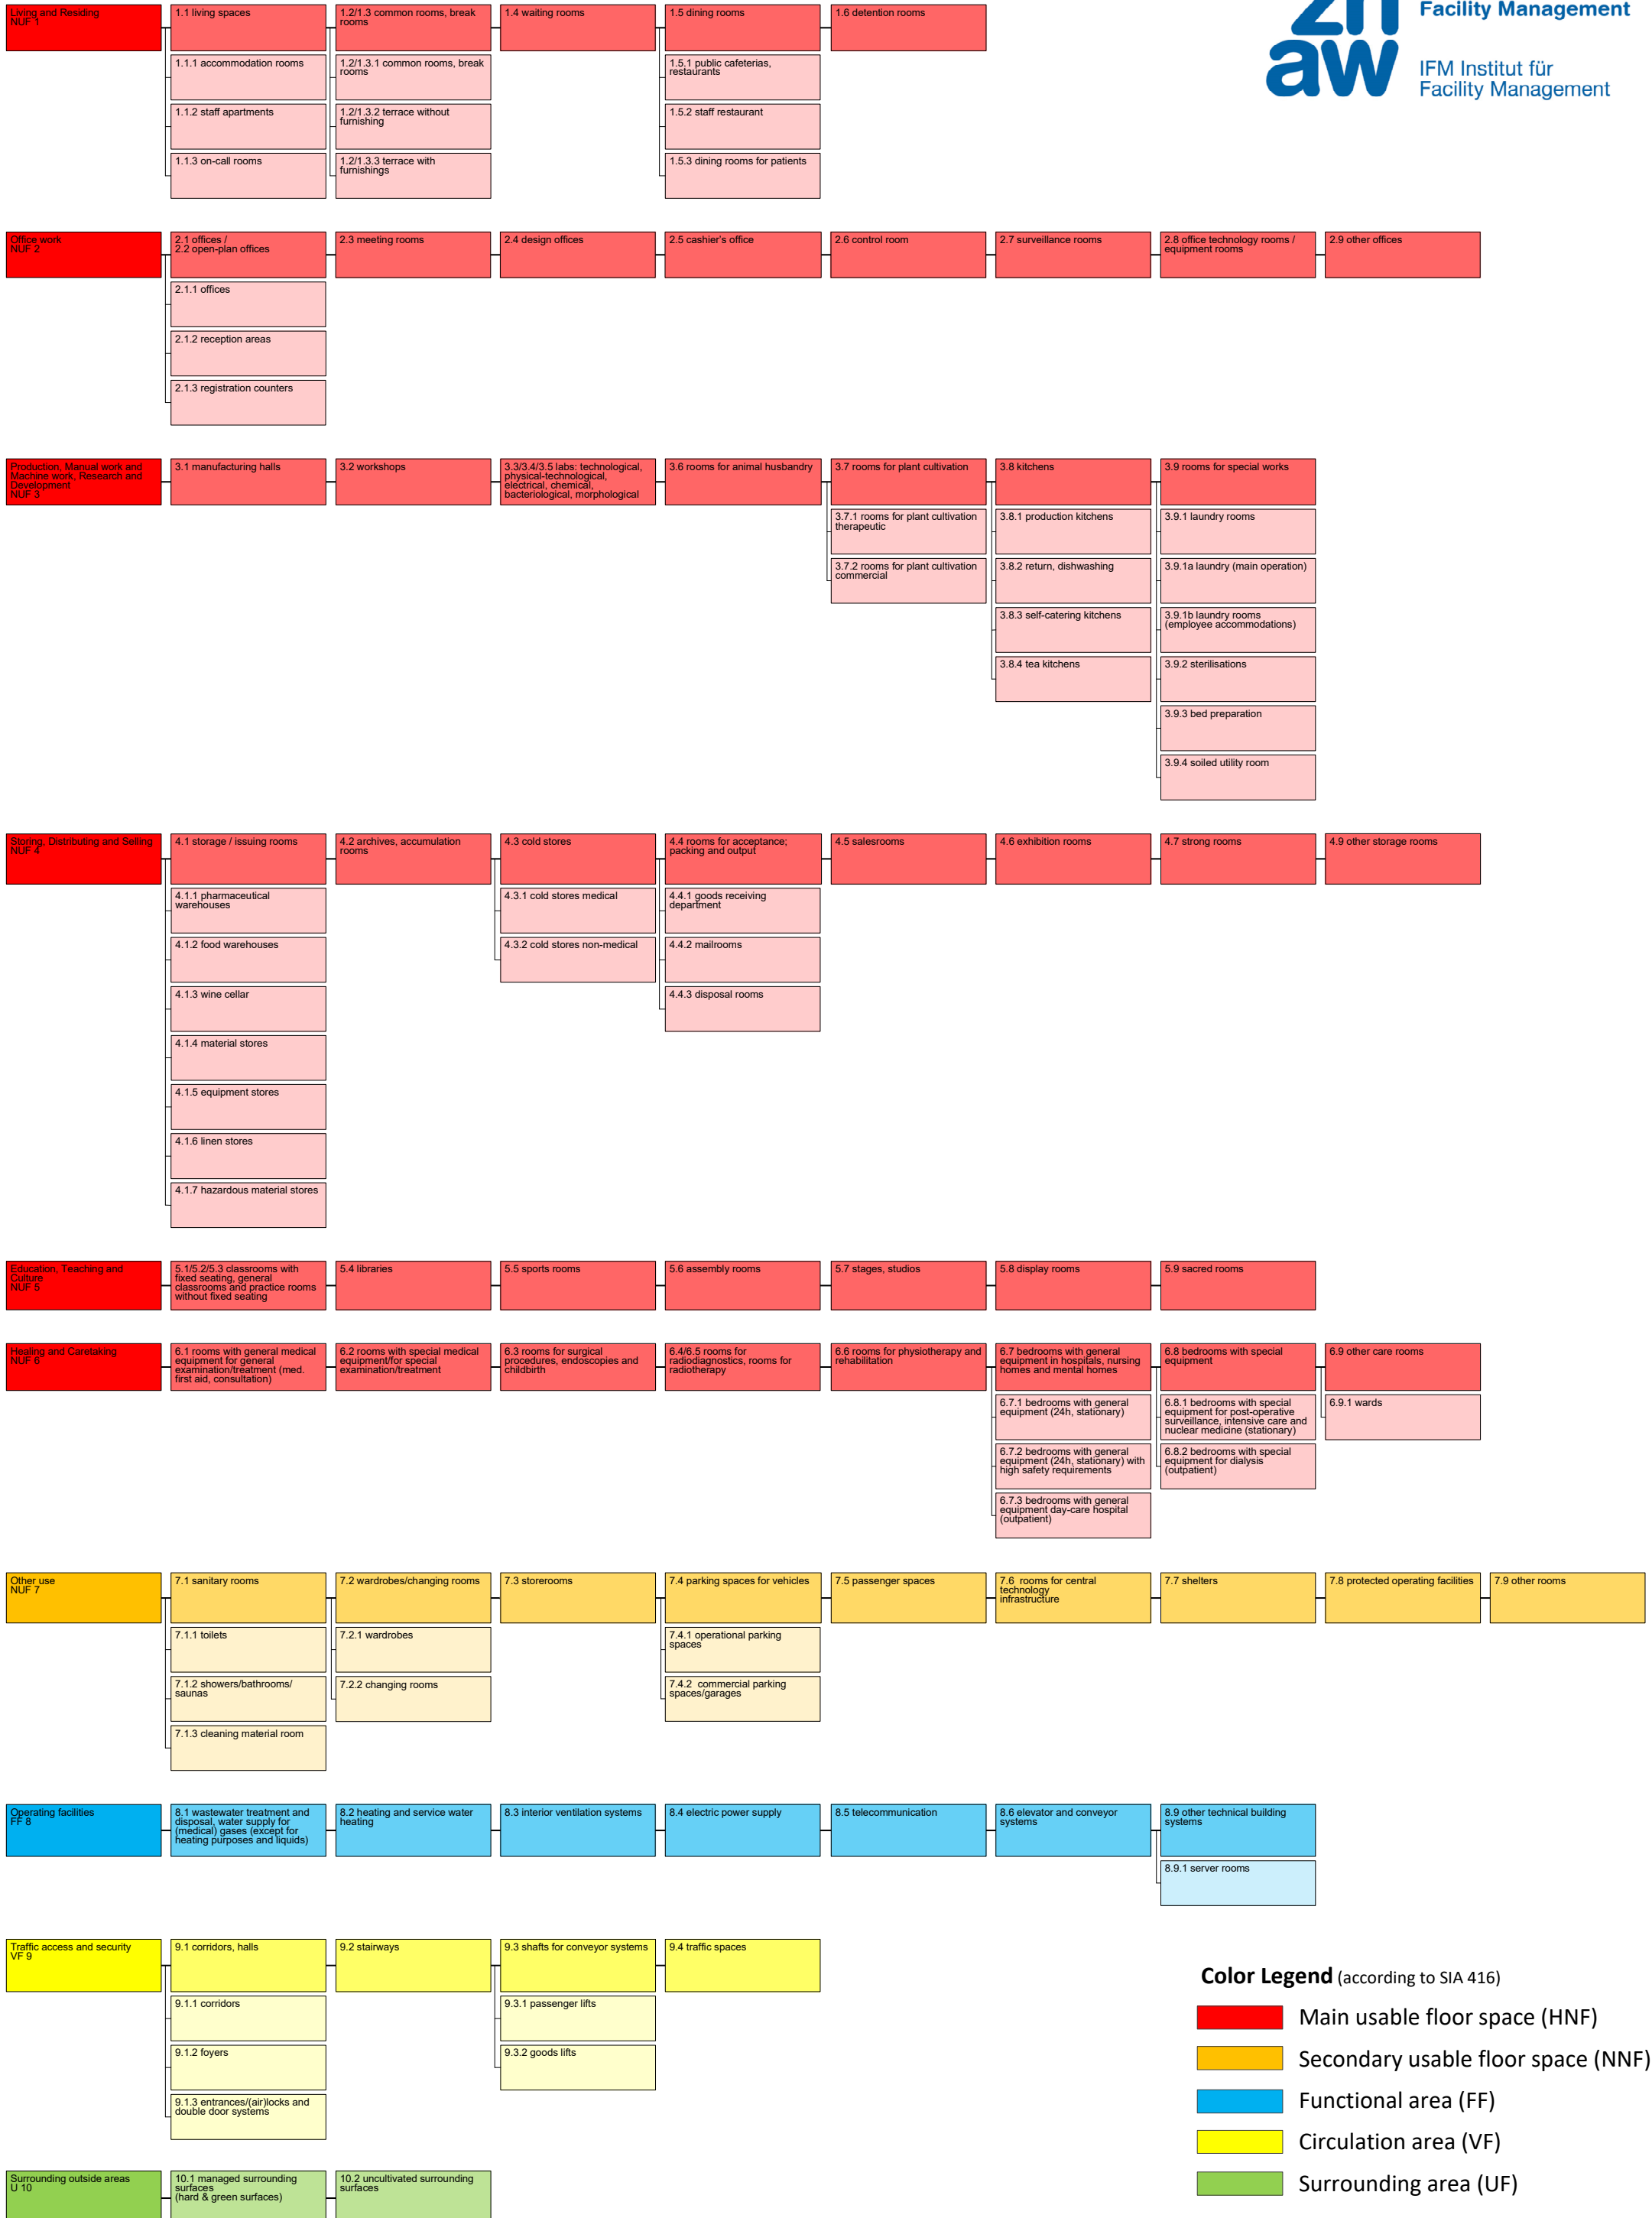 zh
aw
Facility Management
IFM Institut für
Facility Management
Living and Residing
NUF 1
1.1 living spaces
1.2/1.3 common rooms, break
rooms
1.4 waiting rooms
1.5 dining rooms
1.6 detention rooms
1.1.1 accommodation rooms
1.2/1.3.1 common rooms, break
rooms
1.5.1 public cafeterias,
restaurants
1.1.2 staff apartments
1.2/1.3.2 terrace without
furnishing
1.5.2 staff restaurant
1.1.3 on-call rooms
1.2/1.3.3 terrace with
furnishings
1.5.3 dining rooms for patients
Office work
NUF 2
2.1 offices /
2.2 open-plan offices
2.3 meeting rooms
2.4 design offices
2.5 cashier's office
2.6 control room
2.7 surveillance rooms
2.8 office technology rooms /
equipment rooms
2.9 other offices
2.1.1 offices
2.1.2 reception areas
2.1.3 registration counters
Production, Manual work and
Machine work, Research and
Development
NUF 3
3.1 manufacturing halls
3.2 workshops
3.3/3.4/3.5 labs: technological,
physical-technological,
electrical, chemical,
bacteriological, morphological
3.6 rooms for animal husbandry
3.7 rooms for plant cultivation
3.8 kitchens
3.9 rooms for special works
3.7.1 rooms for plant cultivation
therapeutic
3.8.1 production kitchens
3.9.1 laundry rooms
3.7.2 rooms for plant cultivation
commercial
3.8.2 return, dishwashing
3.9.1a laundry (main operation)
3.8.3 self-catering kitchens
3.9.1b laundry rooms
(employee accommodations)
3.8.4 tea kitchens
3.9.2 sterilisations
3.9.3 bed preparation
3.9.4 soiled utility room
Storing, Distributing and Selling
NUF 4
4.1 storage / issuing rooms
4.2 archives, accumulation
rooms
4.3 cold stores
4.4 rooms for acceptance;
packing and output
4.5 salesrooms
4.6 exhibition rooms
4.7 strong rooms
4.9 other storage rooms
4.1.1 pharmaceutical
warehouses
4.3.1 cold stores medical
4.4.1 goods receiving
department
4.1.2 food warehouses
4.3.2 cold stores non-medical
4.4.2 mailrooms
4.1.3 wine cellar
4.4.3 disposal rooms
4.1.4 material stores
4.1.5 equipment stores
4.1.6 linen stores
4.1.7 hazardous material stores
Education, Teaching and
Culture
NUF 5
5.1/5.2/5.3 classrooms with
fixed seating, general
classrooms and practice rooms
without fixed seating
5.4 libraries
5.5 sports rooms
5.6 assembly rooms
5.7 stages, studios
5.8 display rooms
5.9 sacred rooms
Healing and Caretaking
NUF 6
6.1 rooms with general medical
equipment for general
examination/treatment (med.
first aid, consultation)
6.2 rooms with special medical
equipment/for special
examination/treatment
6.3 rooms for surgical
procedures, endoscopies and
childbirth
6.4/6.5 rooms for
radiodiagnostics, rooms for
radiotherapy
6.6 rooms for physiotherapy and
rehabilitation
6.7 bedrooms with general
equipment in hospitals, nursing
homes and mental homes
6.8 bedrooms with special
equipment
6.9 other care rooms
6.7.1 bedrooms with general
equipment (24h, stationary)
6.8.1 bedrooms with special
equipment for post-operative
surveillance, intensive care and
nuclear medicine (stationary)
6.9.1 wards
6.7.2 bedrooms with general
equipment (24h, stationary) with
high safety requirements
6.8.2 bedrooms with special
equipment for dialysis
(outpatient)
6.7.3 bedrooms with general
equipment day-care hospital
(outpatient)
Other use
NUF 7
7.1 sanitary rooms
7.2 wardrobes/changing rooms
7.3 storerooms
7.4 parking spaces for vehicles
7.5 passenger spaces
7.6 rooms for central
technology
infrastructure
7.7 shelters
7.8 protected operating facilities
7.9 other rooms
7.1.1 toilets
7.2.1 wardrobes
7.4.1 operational parking
spaces
7.1.2 showers/bathrooms/
saunas
7.2.2 changing rooms
7.4.2 commercial parking
spaces/garages
7.1.3 cleaning material room
Operating facilities
FF 8
8.1 wastewater treatment and
disposal, water supply for
(medical) gases (except for
heating purposes and liquids)
8.2 heating and service water
heating
8.3 interior ventilation systems
8.4 electric power supply
8.5 telecommunication
8.6 elevator and conveyor
systems
8.9 other technical building
systems
8.9.1 server rooms
Traffic access and security
VF 9
9.1 corridors, halls
9.2 stairways
9.3 shafts for conveyor systems
9.4 traffic spaces
9.1.1 corridors
9.3.1 passenger lifts
9.1.2 foyers
9.3.2 goods lifts
9.1.3 entrances/(air)locks and
double door systems
Surrounding outside areas
U 10
10.1 managed surrounding
surfaces
(hard & green surfaces)
10.2 uncultivated surrounding
surfaces
Color Legend (according to SIA 416)
Main usable floor space (HNF)
Secondary usable floor space (NNF)
Functional area (FF)
Circulation area (VF)
Surrounding area (UF)